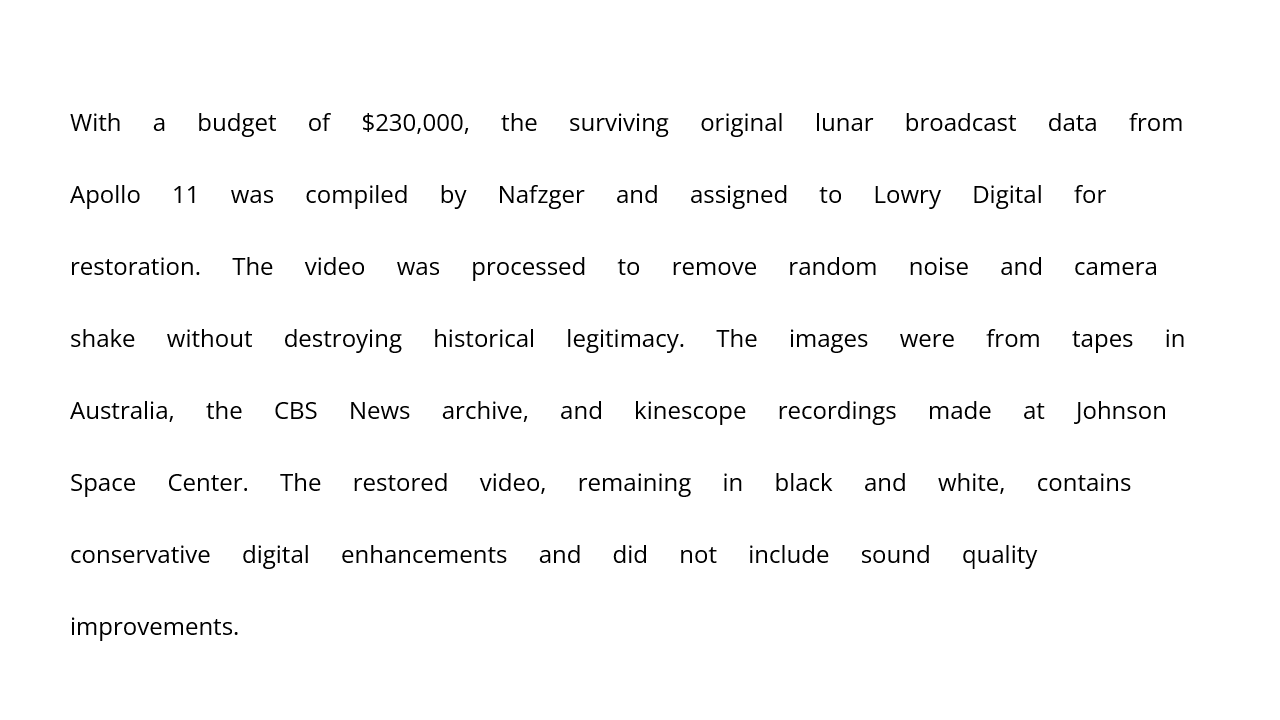 With a budget of $230,000, the surviving original lunar broadcast data from
Apollo 11 was compiled by Nafzger and assigned to Lowry Digital for
restoration. The video was processed to remove random noise and camera
shake without destroying historical legitimacy. The images were from tapes in
Australia, the CBS News archive, and kinescope recordings made at Johnson
Space Center. The restored video, remaining in black and white, contains
conservative digital enhancements and did not include sound quality
improvements.